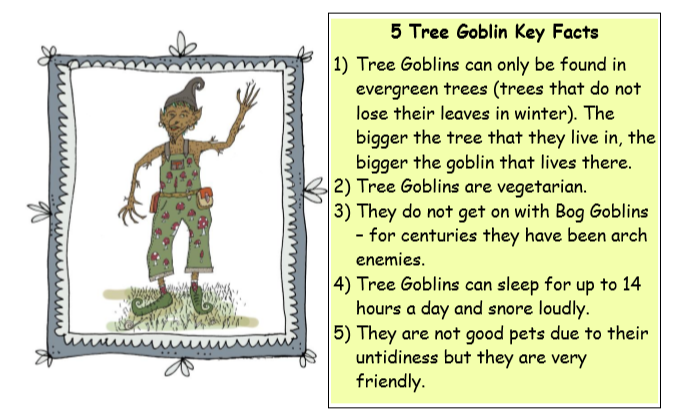 5 Tree Goblin Key Facts
1) Tree Goblins can only be found in
evergreen trees (trees that do not
lose their leaves in winter). The
bigger the tree that they live in, the
bigger the goblin that lives there.
2) Tree Goblins are vegetarian.
3) They do not get on with Bog Goblins
– for centuries they have been arch
enemies.
4) Tree Goblins can sleep for up to 14
hours a day and snore loudly.
5) They are not good pets due to their
untidiness but they are very
friendly.